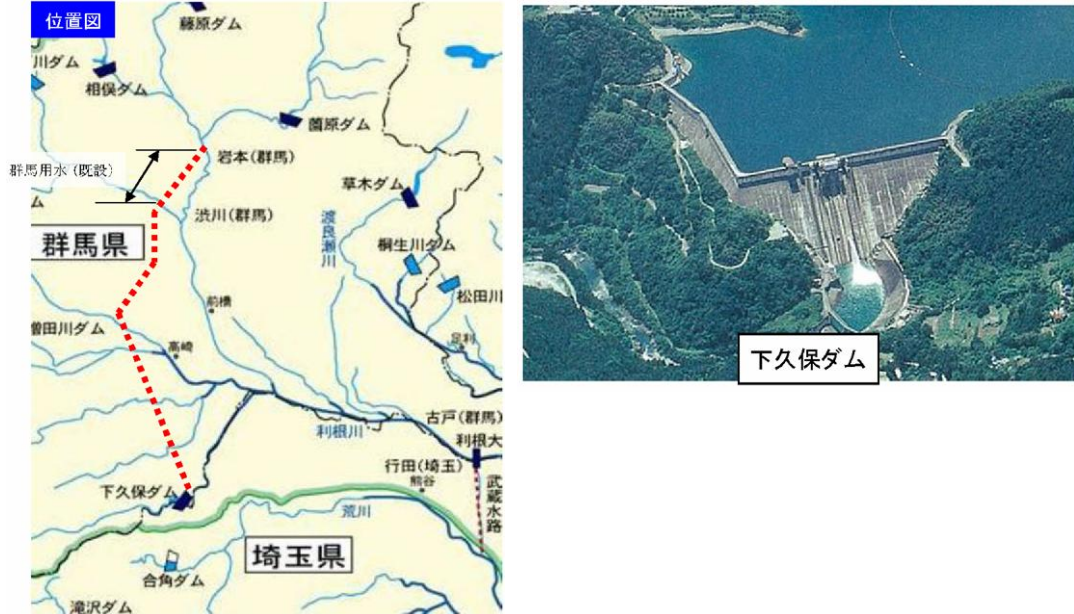 位置図
藤原ダム
川ダム
相俣ダム
薗原ダム
岩本(群馬)
群馬用水(既設)
草木ダム
ム
渋川(群馬)
渡良瀬川
群馬県
桐生川ダム
松田川
前橋
増田川ダム
足利
高崎
古戸(群馬)
利根川
利根大
行田(埼玉)
熊谷
下久保ダム
武蔵水路
荒川
埼玉県
合角ダム
滝沢ダム
下久保ダム